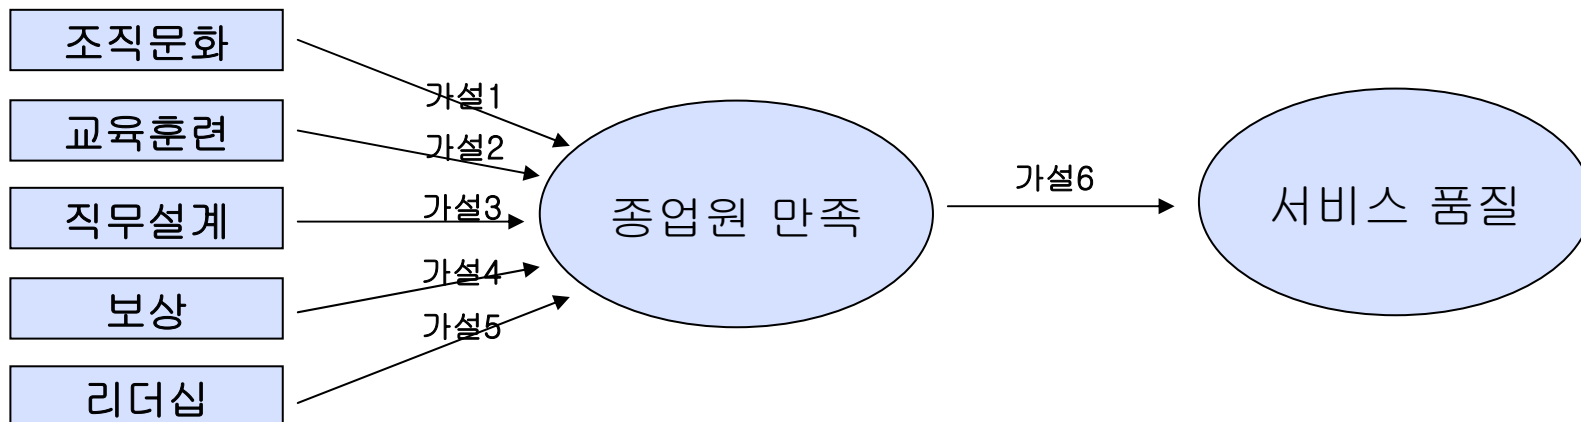 조직문화
교육훈련
직무설계
보상
리더십
가설1
가설2
가설3
가설4
가설5
종업원 만족
가설6
서비스 품질